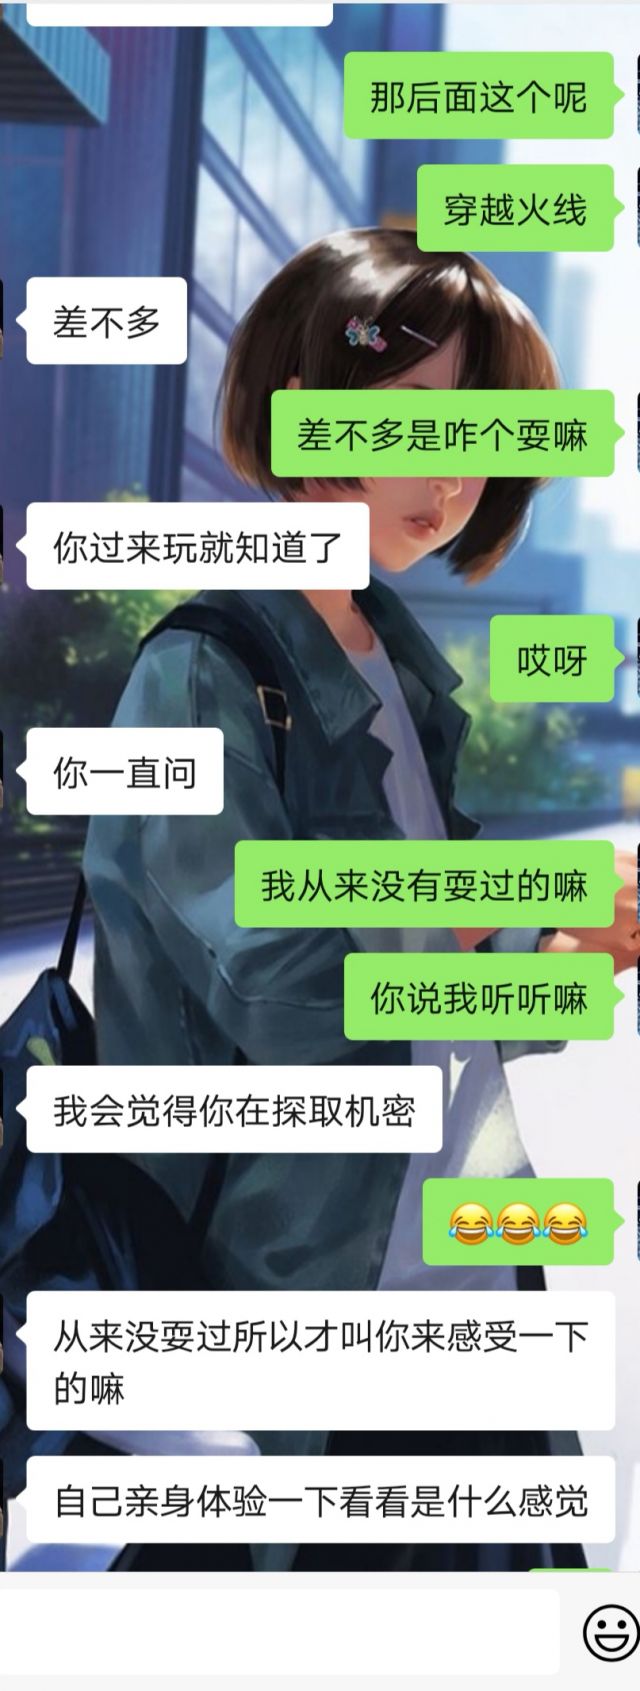 那后面这个呢
穿越火线
差不多
差不多是咋个耍嘛
你过来玩就知道了
哎呀
你一直问
我从来没有耍过的嘛
你说我听听嘛
我会觉得你在探取机密
😂😂😂
从来没耍过所以才叫你来感受一下
的嘛
自己亲身体验一下看看是什么感觉